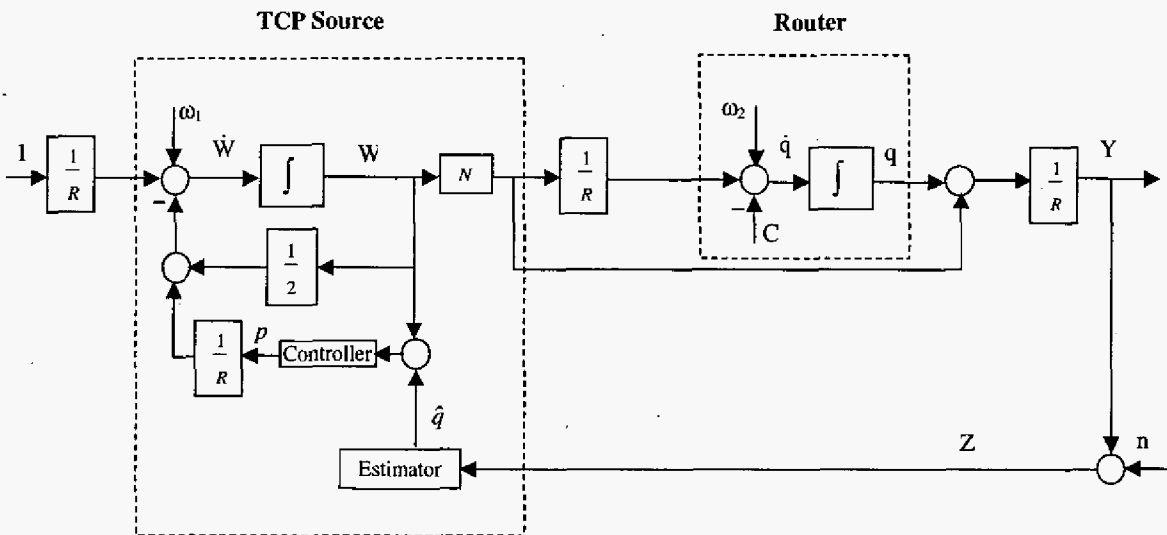 TCP Source
Router
ω₁
ω₂
1
1
R
–
Ẇ
∫
W
N
1
R
–
q̇
∫
q
C
1
R
Y
1
2
1
R
p
Controller
q̂
Estimator
Z
n